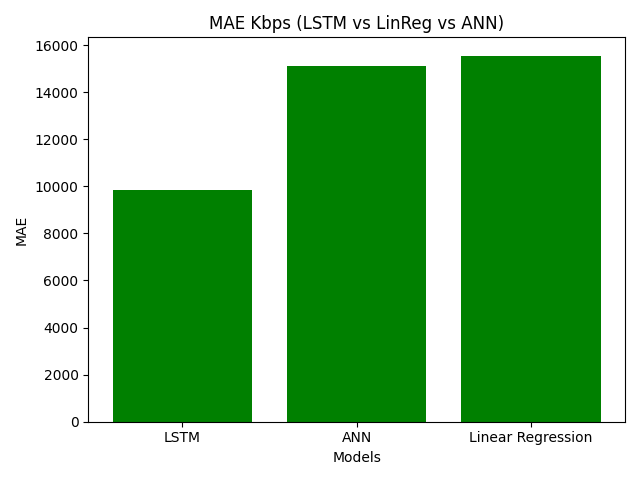 MAE Kbps (LSTM vs LinReg vs ANN)
16000
14000
12000
10000
8000
6000
4000
2000
0
MAE
LSTM
ANN
Linear Regression
Models